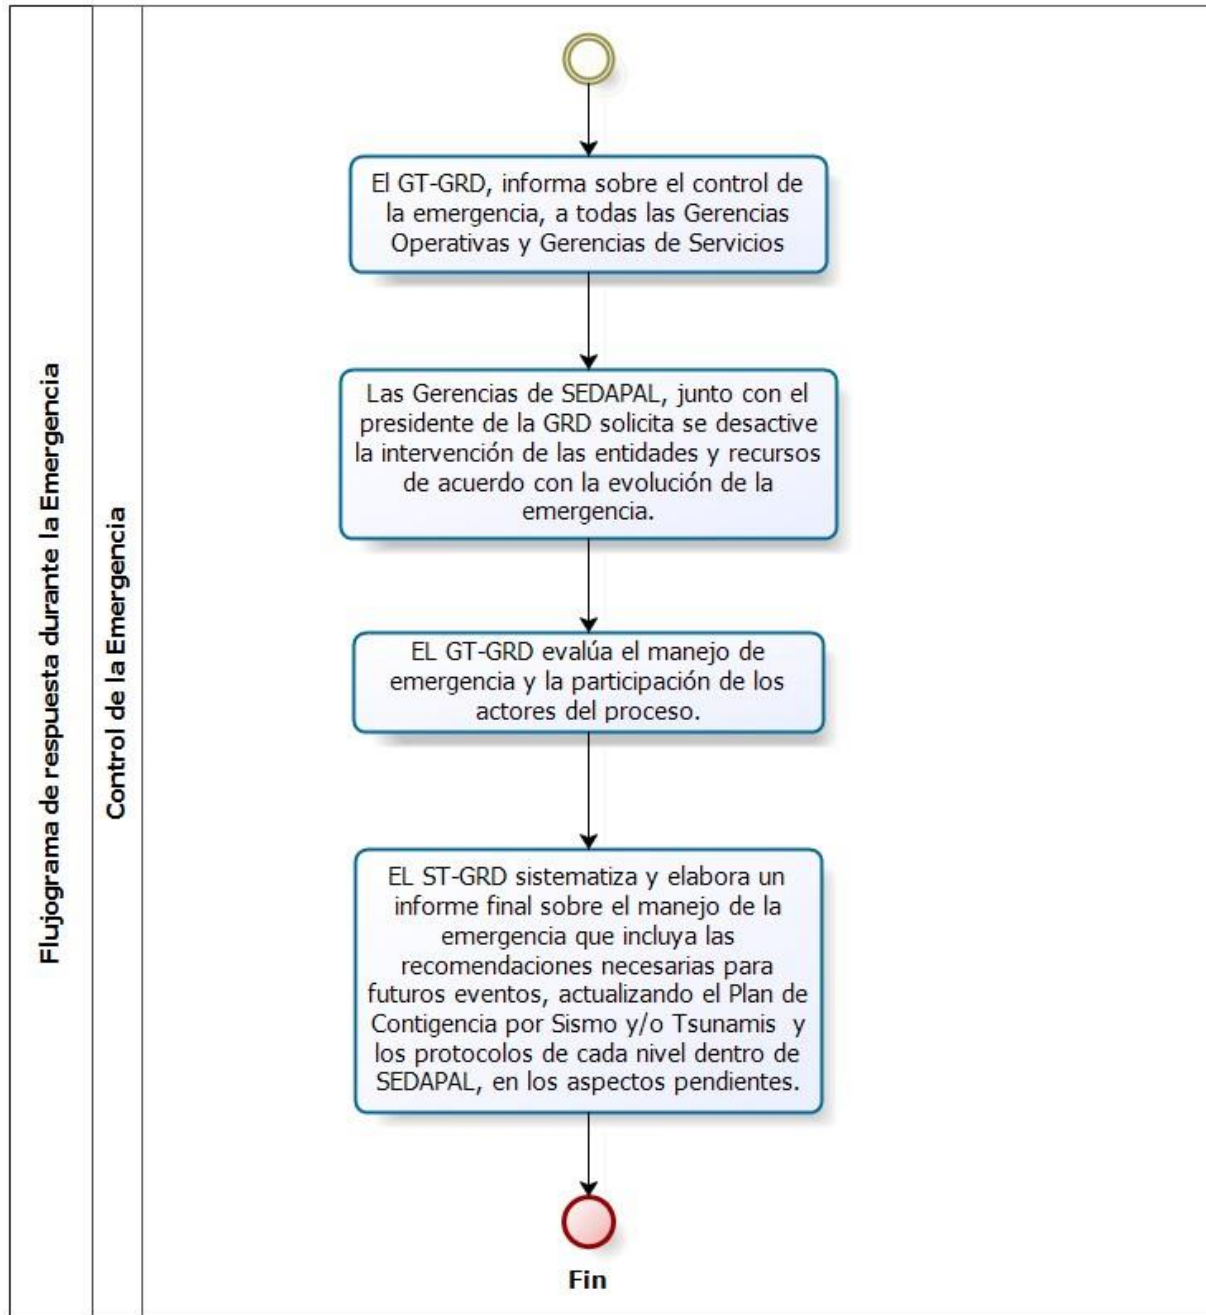 Flujograma de respuesta durante la Emergencia
Control de la Emergencia
El GT-GRD, informa sobre el control de
la emergencia, a todas las Gerencias
Operativas y Gerencias de Servicios
Las Gerencias de SEDAPAL, junto con el
presidente de la GRD solicita se desactive
la intervención de las entidades y recursos
de acuerdo con la evolución de la
emergencia.
EL GT-GRD evalúa el manejo de
emergencia y la participación de los
actores del proceso.
EL ST-GRD sistematiza y elabora un
informe final sobre el manejo de la
emergencia que incluya las
recomendaciones necesarias para
futuros eventos, actualizando el Plan de
Contigencia por Sismo y/o Tsunamis y
los protocolos de cada nivel dentro de
SEDAPAL, en los aspectos pendientes.
Fin